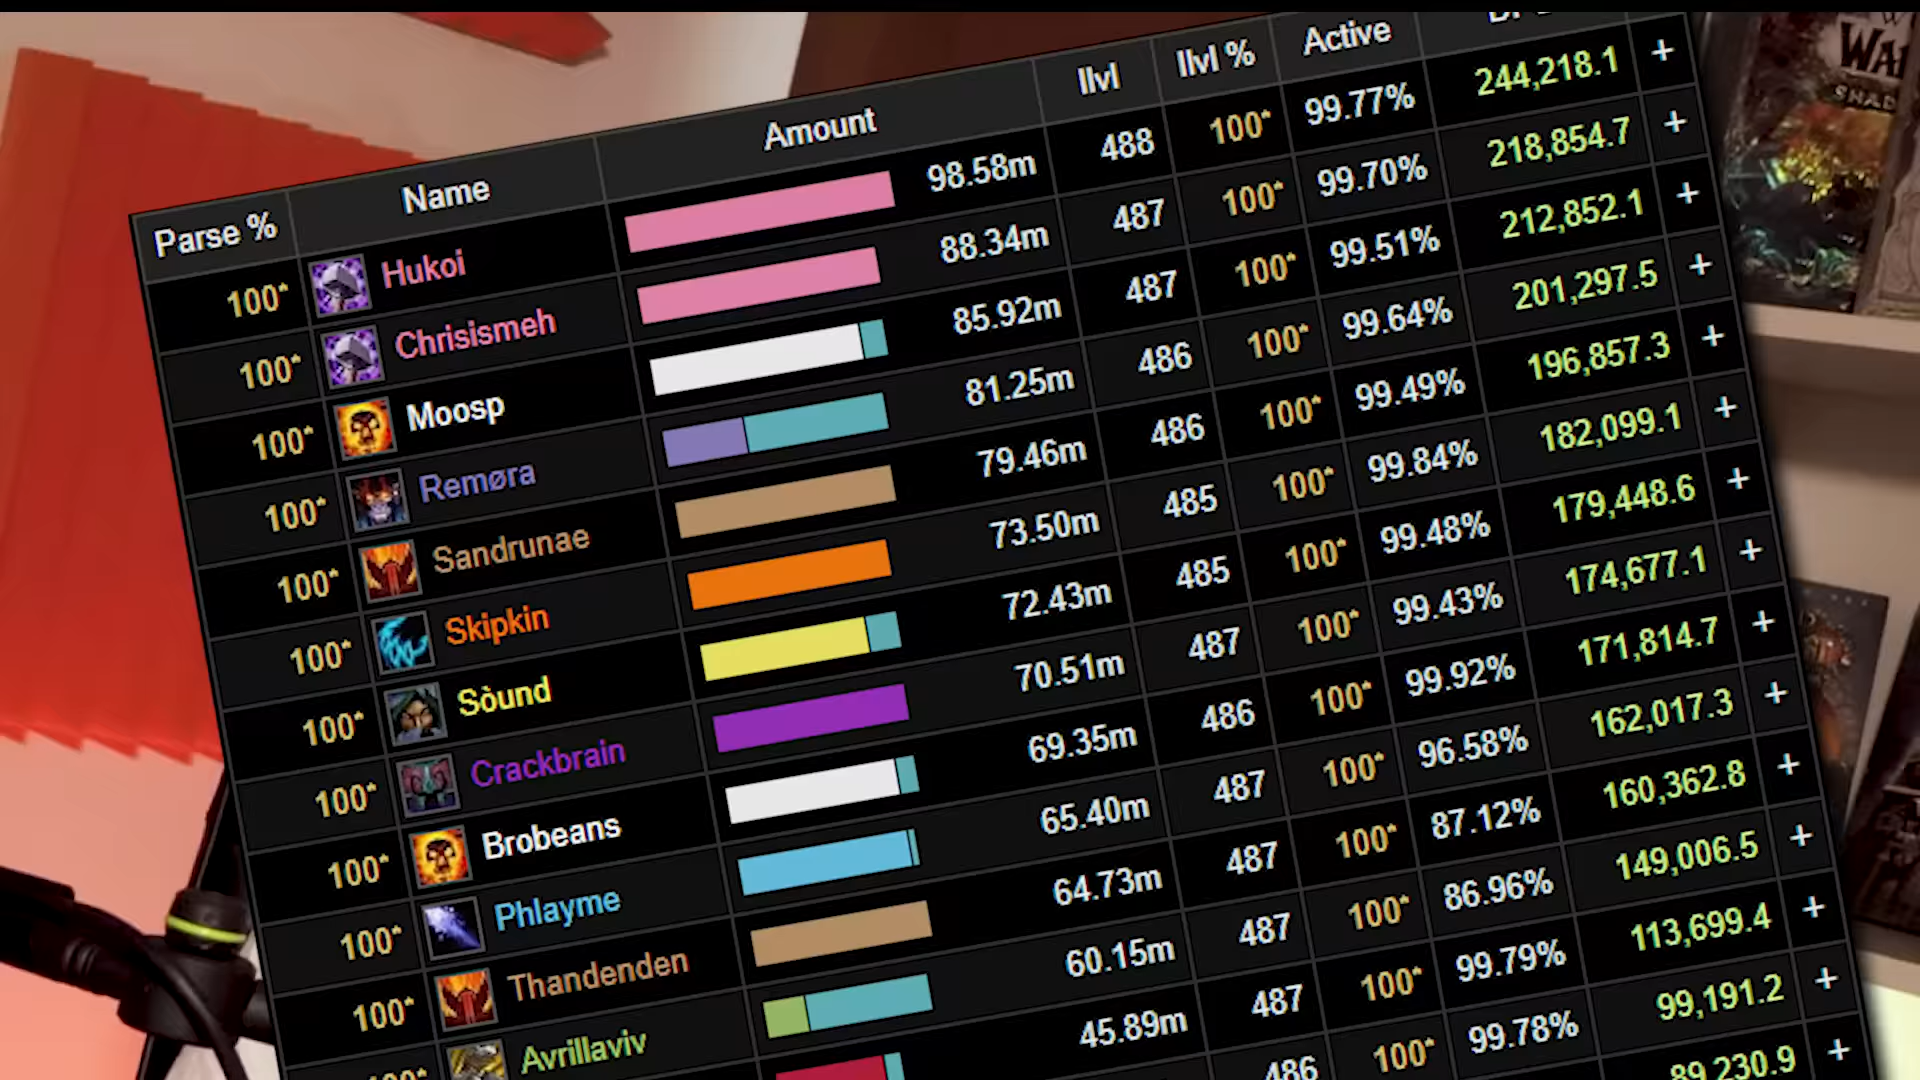 Parse % Name Amount Ilvl Ilvl % Active
100* Hukoi 98.58m 488 100* 99.77% 244,218.1 +
100* Chrisismeh 88.34m 487 100* 99.70% 218,854.7 +
100* Moosp 85.92m 487 100* 99.51% 212,852.1 +
100* Remøra 81.25m 486 100* 99.64% 201,297.5 +
100* Sandrunae 79.46m 486 100* 99.49% 196,857.3 +
100* Skipkin 73.50m 485 100* 99.84% 182,099.1 +
100* Sòund 72.43m 485 100* 99.48% 179,448.6 +
100* Crackbrain 70.51m 487 100* 99.43% 174,677.1 +
100* Brobeans 69.35m 486 100* 99.92% 171,814.7 +
100* Phlayme 65.40m 487 100* 96.58% 162,017.3 +
100* Thandenden 64.73m 487 100* 87.12% 160,362.8 +
100* Avrillaviv 60.15m 487 100* 86.96% 149,006.5 +
45.89m 487 100* 99.79% 113,699.4 +
486 100* 99.78% 99,191.2 +
89,230.9 +